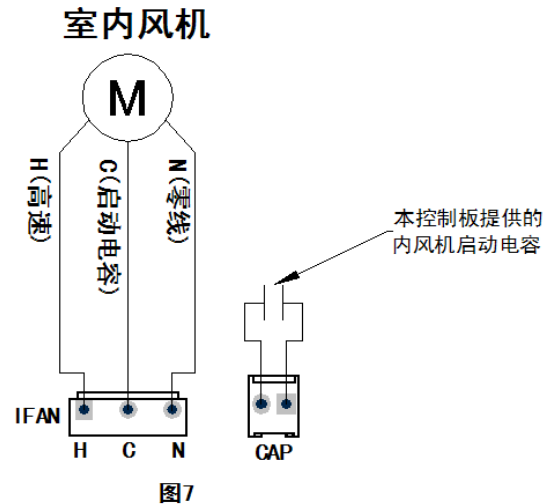 室内风机
M
H(高速)
C(启动电容)
N(零线)
本控制板提供的
内风机启动电容
IFAN
H C N
CAP
图7